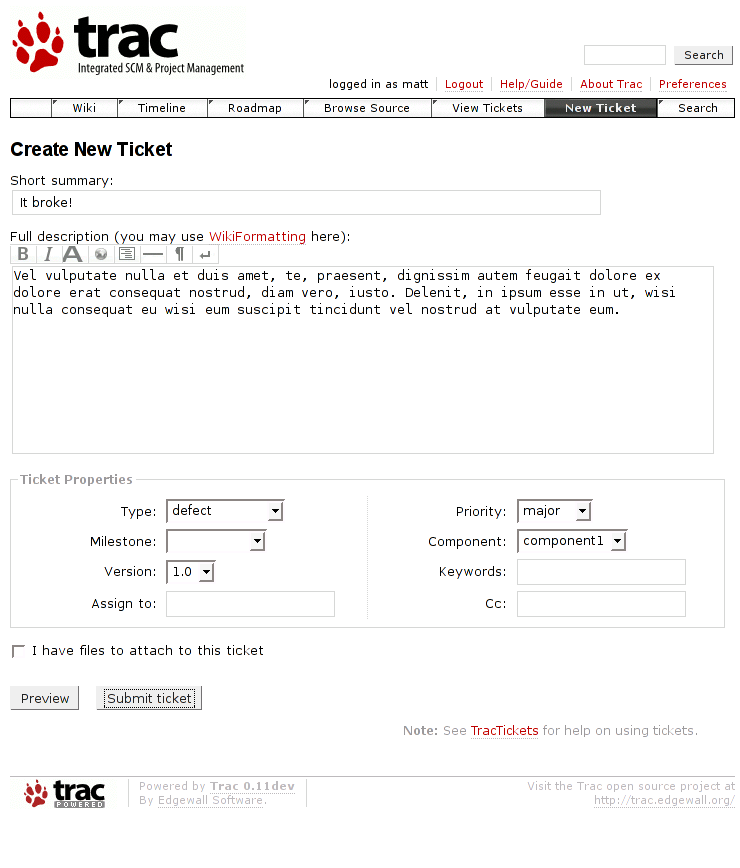 trac
Integrated SCM & Project Management
Search
logged in as matt Logout Help/Guide About Trac Preferences
Wiki Timeline Roadmap Browse Source View Tickets New Ticket Search
Create New Ticket
Short summary:
It broke!
Full description (you may use WikiFormatting here):
B I A ¶ ↵
Vel vulputate nulla et duis amet, te, praesent, dignissim autem feugait dolore ex
dolore erat consequat nostrud, diam vero, iusto. Delenit, in ipsum esse in ut, wisi
nulla consequat eu wisi eum suscipit tincidunt vel nostrud at vulputate eum.
Ticket Properties
Type: defect Priority: major
Milestone: Component: component1
Version: 1.0 Keywords:
Assign to: Cc:
I have files to attach to this ticket
Preview Submit ticket
Note: See TracTickets for help on using tickets.
trac POWERED
Powered by Trac 0.11dev
By Edgewall Software.
Visit the Trac open source project at
http://trac.edgewall.org/